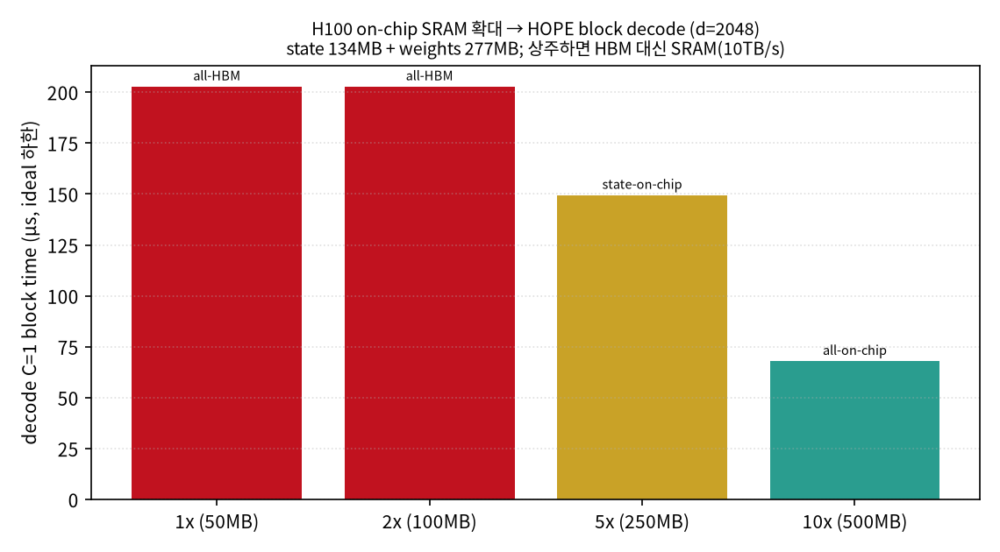 H100 on-chip SRAM 확대 → HOPE block decode (d=2048)
state 134MB + weights 277MB; 상주하면 HBM 대신 SRAM(10TB/s)
decode C=1 block time (µs, ideal 하한)
200
175
150
125
100
75
50
25
0
all-HBM
all-HBM
state-on-chip
all-on-chip
1x (50MB)
2x (100MB)
5x (250MB)
10x (500MB)